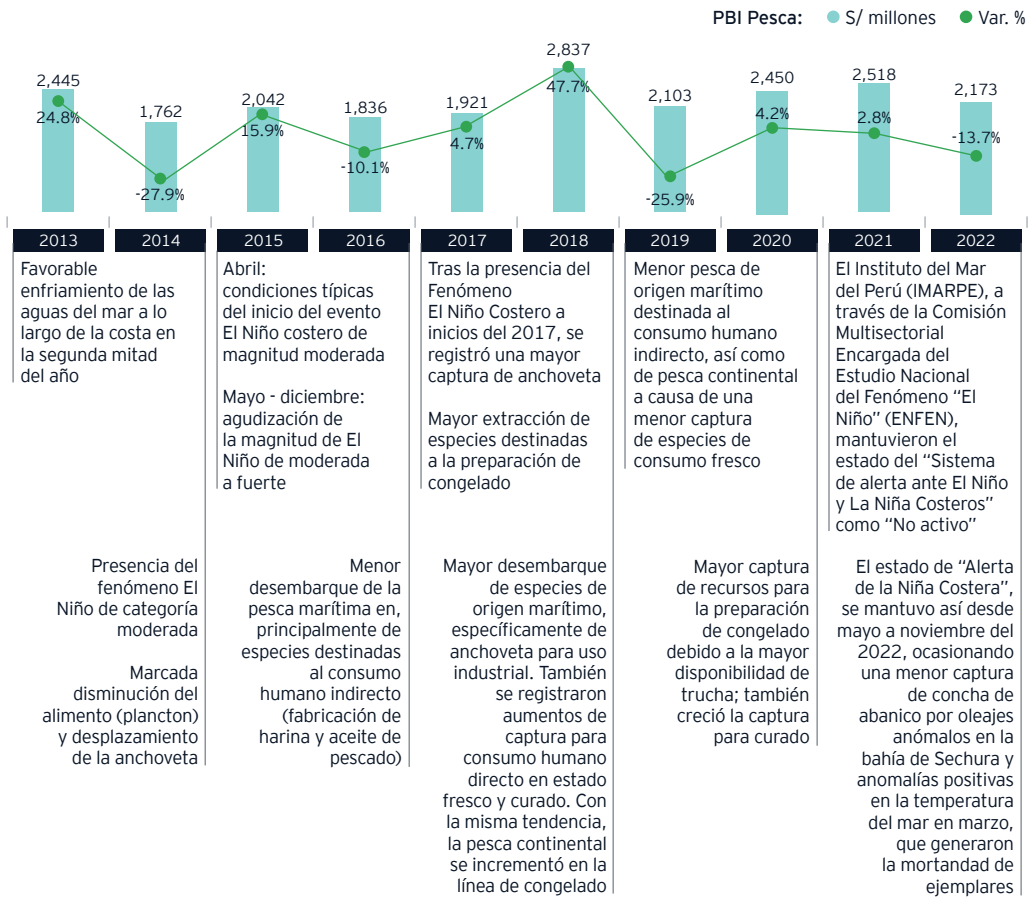 PBI Pesca: S/ millones Var. %
2,445
24.8%
1,762
-27.9%
2,042
15.9%
1,836
-10.1%
1,921
4.7%
2,837
47.7%
2,103
-25.9%
2,450
4.2%
2,518
2.8%
2,173
-13.7%
2013
2014
2015
2016
2017
2018
2019
2020
2021
2022
Favorable
enfriamiento de las
aguas del mar a lo
largo de la costa en
la segunda mitad
del año
Presencia del
fenómeno El
Niño de categoría
moderada
Marcada
disminución del
alimento (plancton)
y desplazamiento
de la anchoveta
Abril:
condiciones típicas
del inicio del evento
El Niño costero de
magnitud moderada
Mayo - diciembre:
agudización de
la magnitud de El
Niño de moderada
a fuerte
Menor
desembarque de la
pesca marítima en,
principalmente de
especies destinadas
al consumo
humano indirecto
(fabricación de
harina y aceite de
pescado)
Tras la presencia del
Fenómeno
El Niño Costero a
inicios del 2017, se
registró una mayor
captura de anchoveta
Mayor extracción de
especies destinadas
a la preparación de
congelado
Mayor desembarque
de especies de
origen marítimo,
específicamente de
anchoveta para uso
industrial. También
se registraron
aumentos de
captura para
consumo humano
directo en estado
fresco y curado. Con
la misma tendencia,
la pesca continental
se incrementó en la
línea de congelado
Menor pesca de
origen marítimo
destinada al
consumo humano
indirecto, así como
de pesca continental
a causa de una
menor captura
de especies de
consumo fresco
Mayor captura
de recursos para
la preparación
de congelado
debido a la mayor
disponibilidad de
trucha; también
creció la captura
para curado
El Instituto del Mar
del Perú (IMARPE), a
través de la Comisión
Multisectorial
Encargada del
Estudio Nacional
del Fenómeno "El
Niño" (ENFEN),
mantuvieron el
estado del "Sistema
de alerta ante El Niño
y La Niña Costeros"
como "No activo"
El estado de "Alerta
de la Niña Costera",
se mantuvo así desde
mayo a noviembre del
2022, ocasionando
una menor captura
de concha de
abanico por oleajes
anómalos en la
bahía de Sechura y
anomalías positivas
en la temperatura
del mar en marzo,
que generaron
la mortandad de
ejemplares